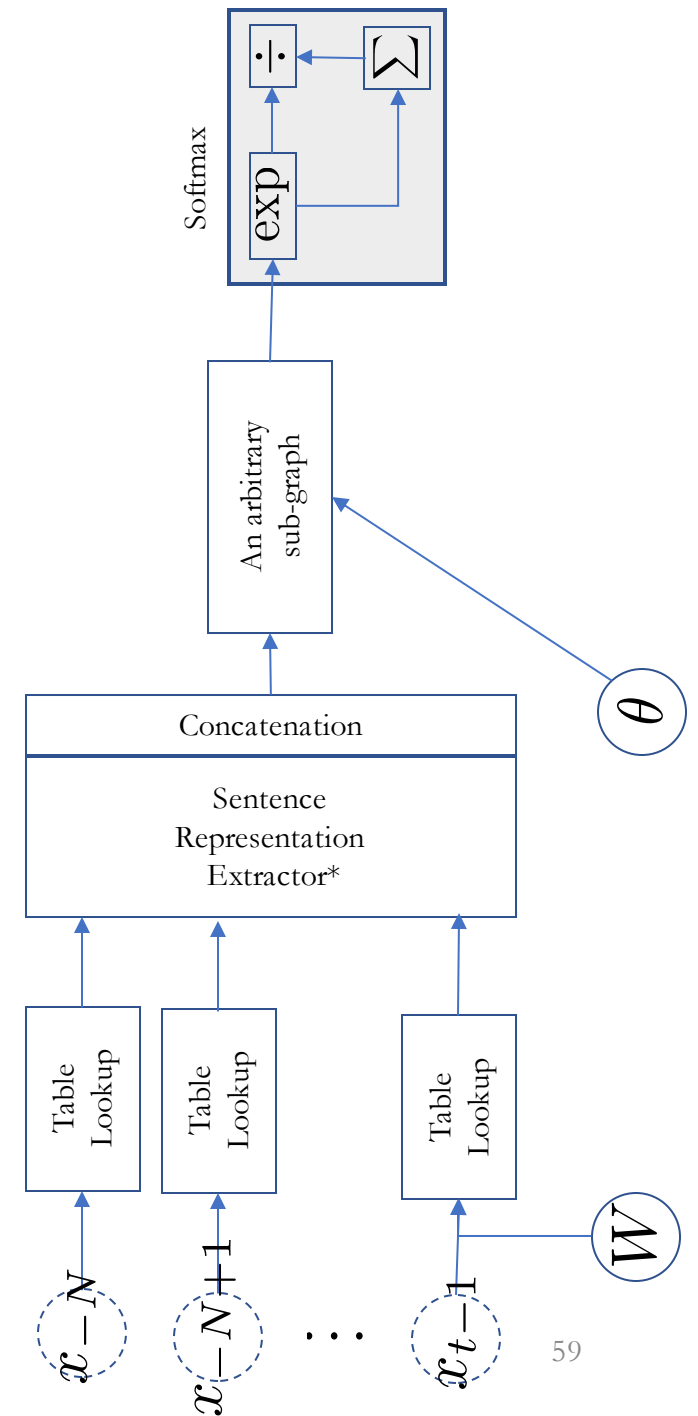 Softmax
÷
Σ
exp
An arbitrary
sub-graph
Concatenation
Sentence
Representation
Extractor*
Table
Lookup
Table
Lookup
Table
Lookup
θ
W
x−N
x−N+1
⋯
xt−1
59